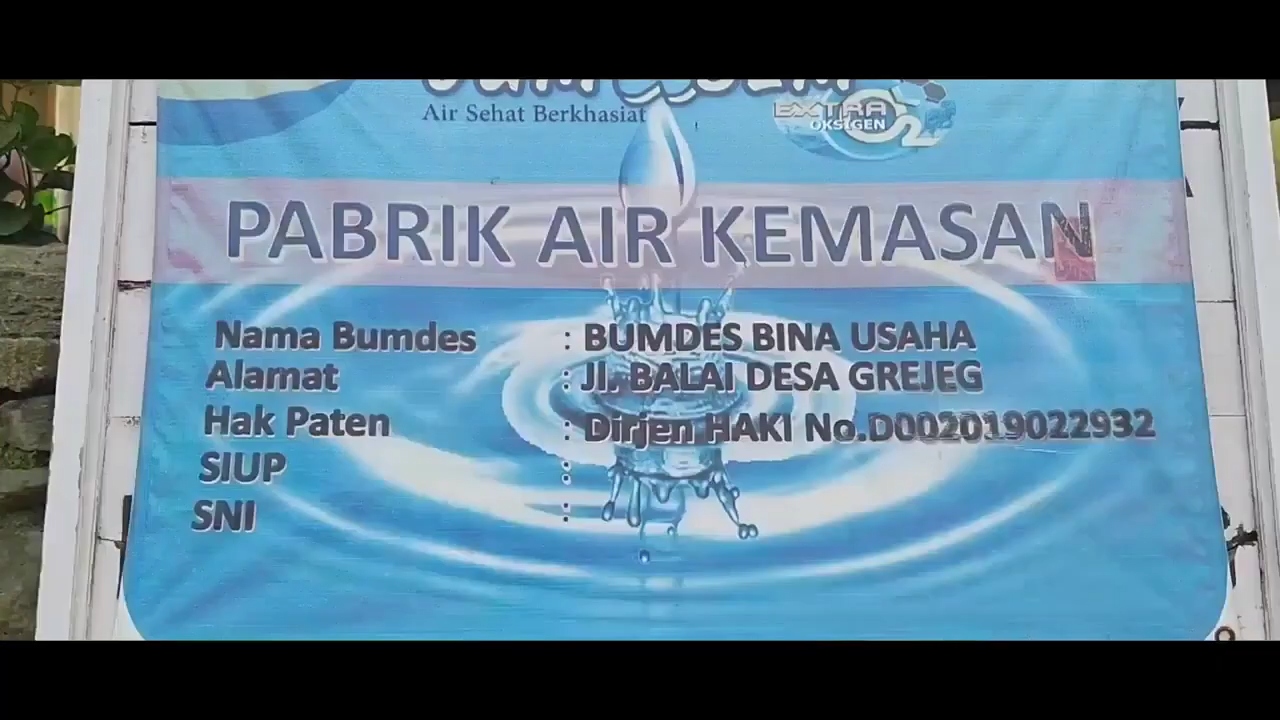 Air Sehat Berkhasiat
EXTRA O2
OKSIGEN
PABRIK AIR KEMASAN
Nama Bumdes : BUMDES BINA USAHA
Alamat : Jl. BALAI DESA GREJEG
Hak Paten : Dirjen HAKI No.D002019022932
SIUP :
SNI :